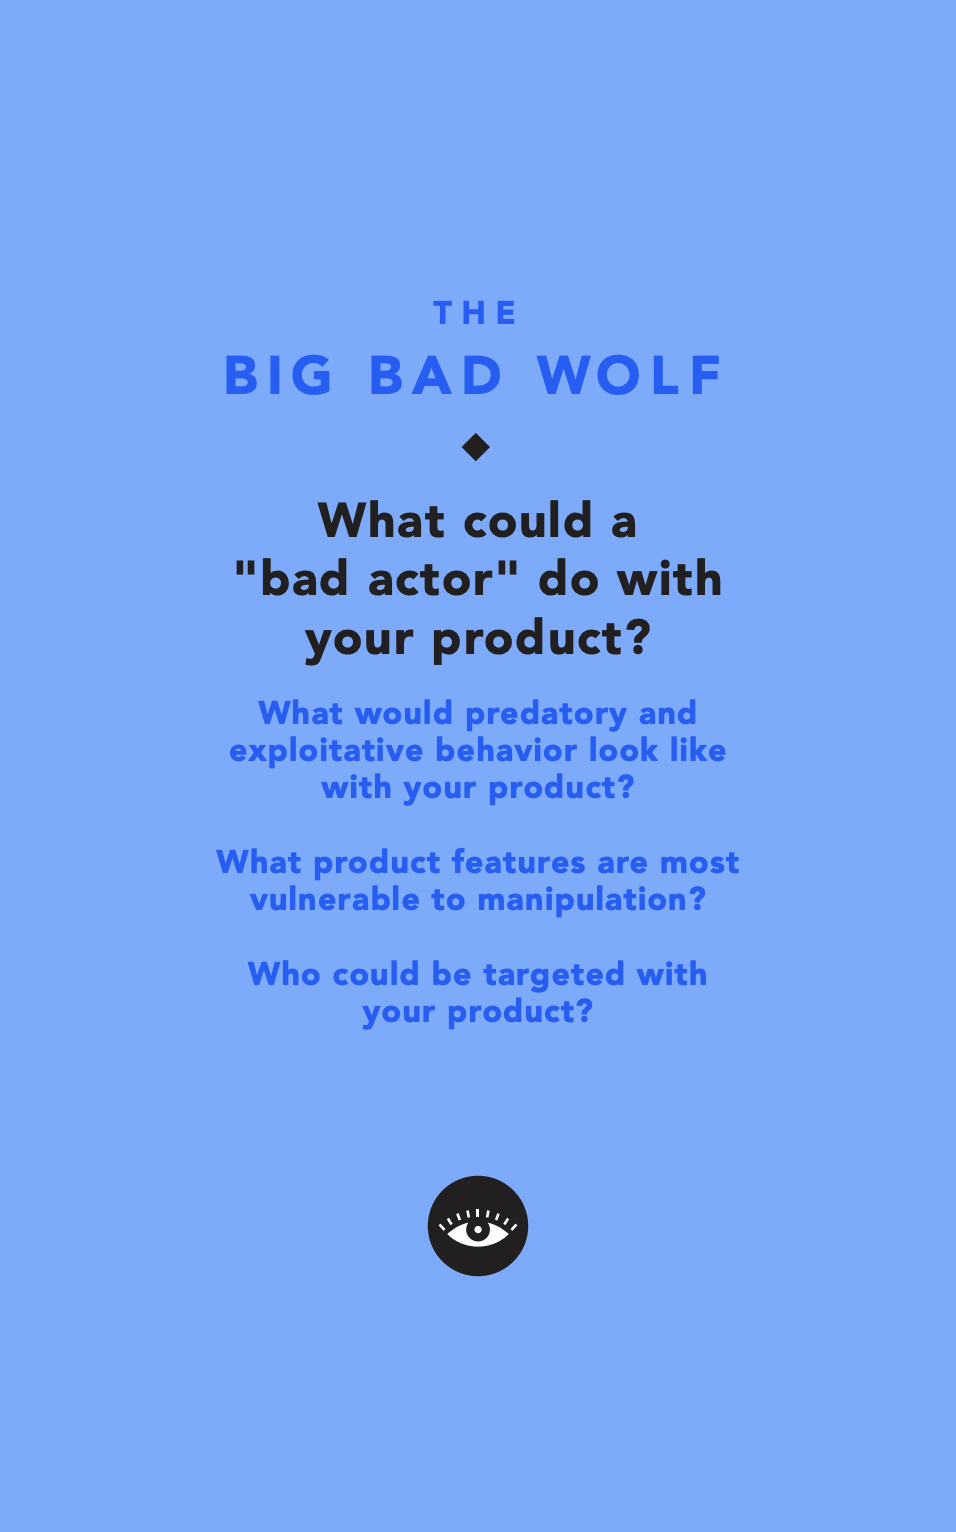 THE
BIG BAD WOLF
What could a
"bad actor" do with
your product?
What would predatory and
exploitative behavior look like
with your product?
What product features are most
vulnerable to manipulation?
Who could be targeted with
your product?